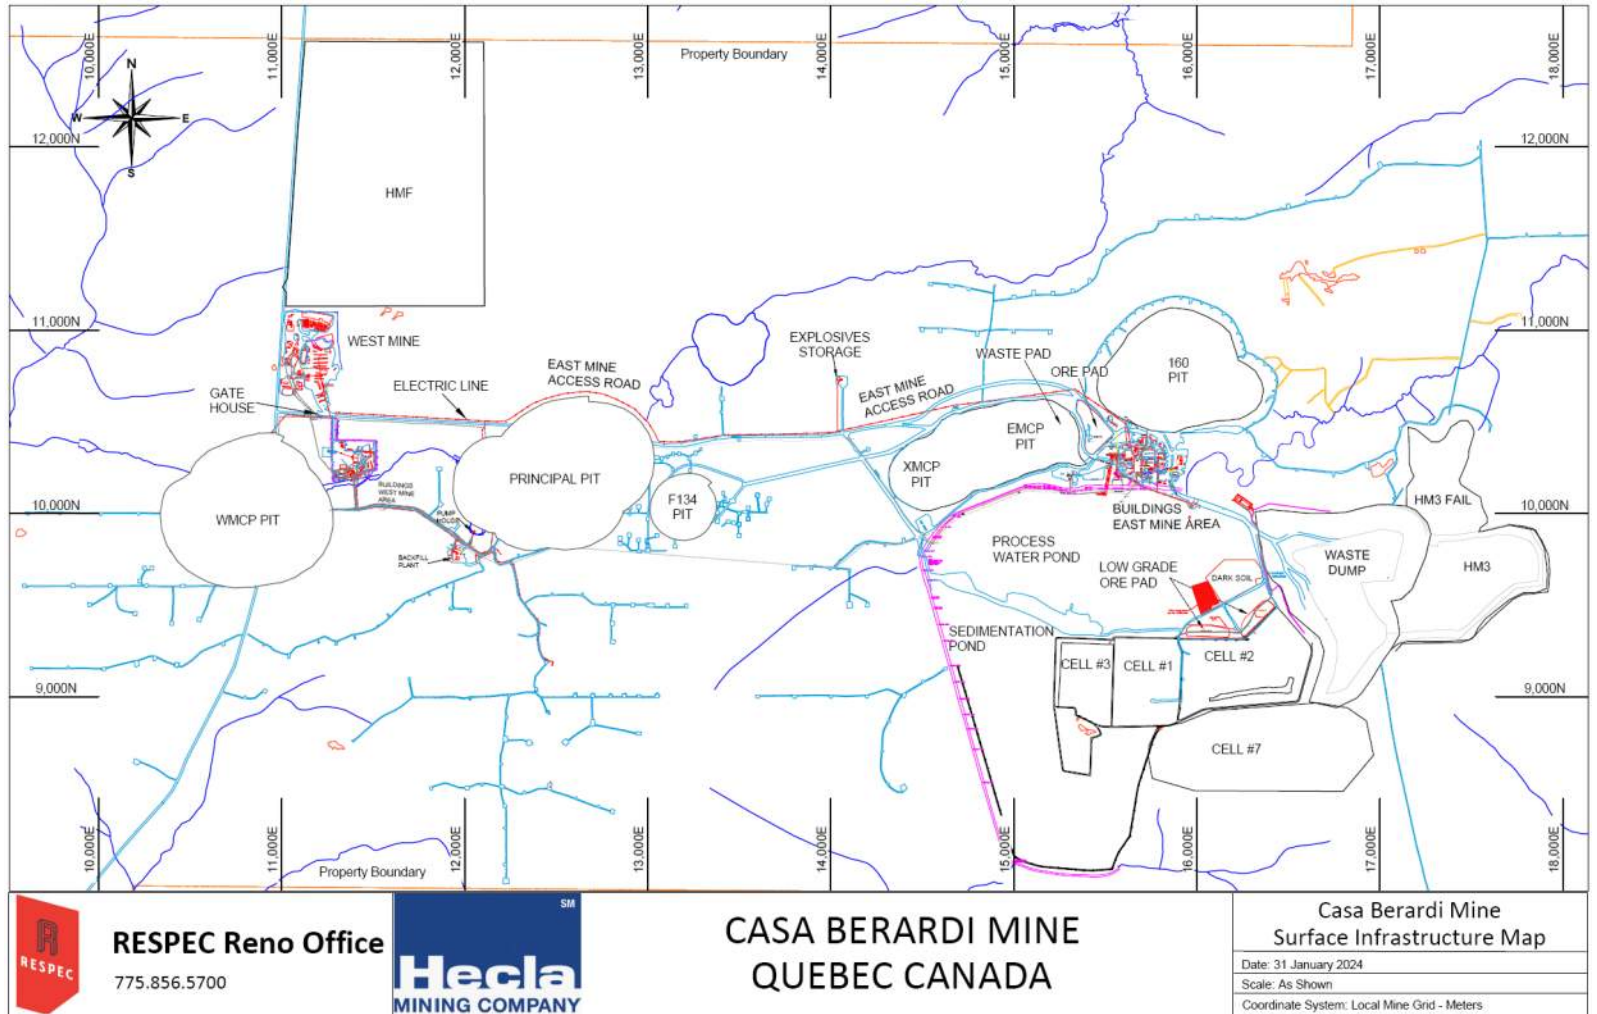 10,000E
11,000E
12,000E
13,000E
14,000E
15,000E
16,000E
17,000E
18,000E
Property Boundary
N
W
E
S
12,000N
12,000N
HMF
11,000N
11,000N
WEST MINE
EXPLOSIVES
STORAGE
WASTE PAD
ORE PAD
160
PIT
EAST MINE
ACCESS ROAD
ELECTRIC LINE
GATE
HOUSE
EAST MINE
ACCESS ROAD
EMCP
PIT
XMCP
PIT
PRINCIPAL PIT
F134
PIT
BUILDINGS
WEST MINE
AREA
WMCP PIT
PUMP
HOUSE
BACKFILL
PLANT
10,000N
10,000N
BUILDINGS
EAST MINE AREA
HM3 FAIL
PROCESS
WATER POND
WASTE
DUMP
HM3
LOW GRADE
ORE PAD
DARK SOIL
SEDIMENTATION
POND
CELL #3
CELL #1
CELL #2
9,000N
9,000N
CELL #7
10,000E
11,000E
12,000E
13,000E
14,000E
15,000E
16,000E
17,000E
18,000E
Property Boundary
RESPEC
RESPEC Reno Office
775.856.5700
SM
Hecla
MINING COMPANY
CASA BERARDI MINE
QUEBEC CANADA
Casa Berardi Mine
Surface Infrastructure Map
Date: 31 January 2024
Scale: As Shown
Coordinate System: Local Mine Grid - Meters